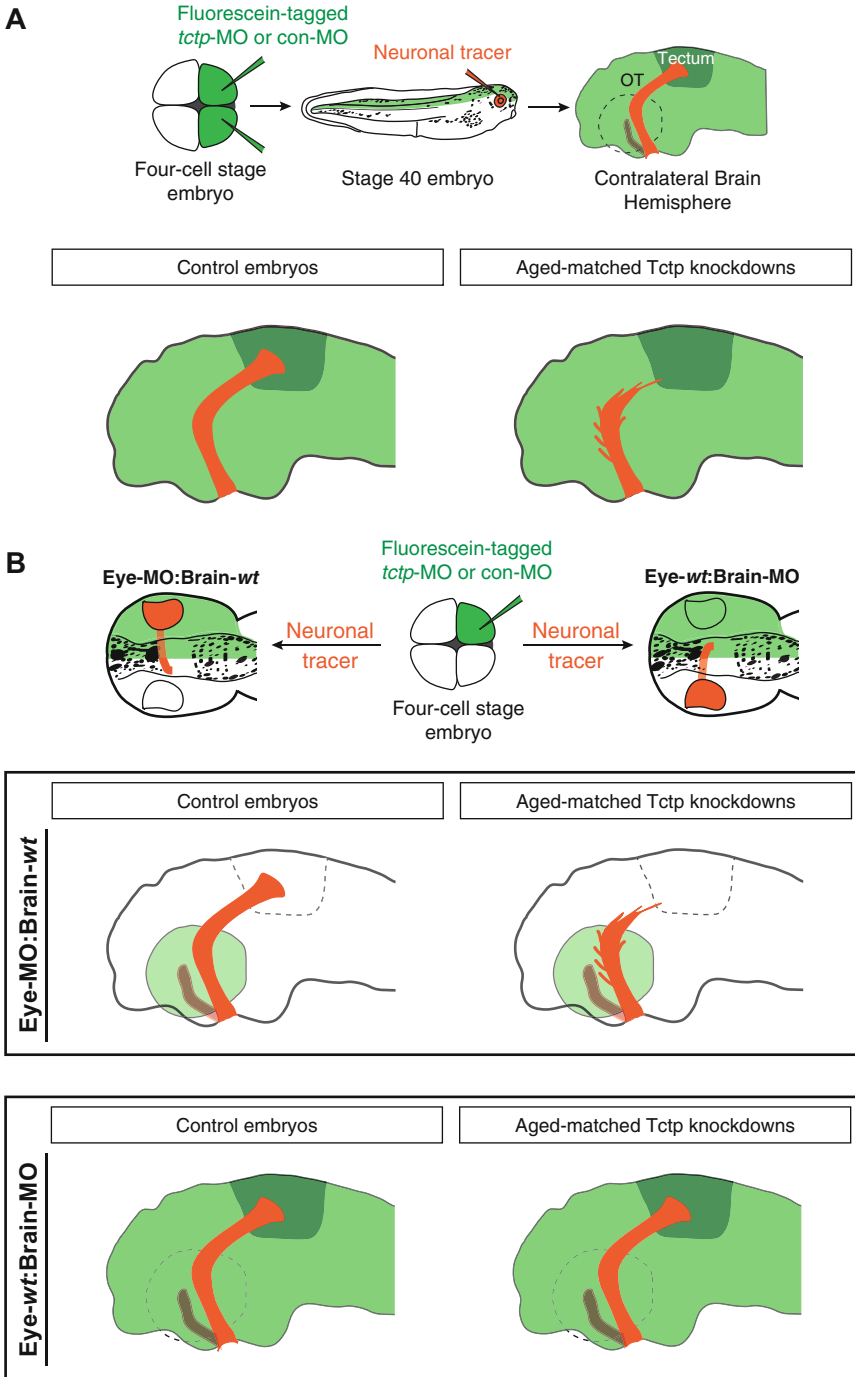 A
Fluorescein-tagged
tctp-MO or con-MO
Neuronal tracer
Tectum
OT
Four-cell stage
embryo
Stage 40 embryo
Contralateral Brain
Hemisphere
Control embryos
Aged-matched Tctp knockdowns
B
Eye-MO:Brain-wt
Fluorescein-tagged
tctp-MO or con-MO
Eye-wt:Brain-MO
Neuronal
tracer
Neuronal
tracer
Four-cell stage
embryo
Eye-MO:Brain-wt
Control embryos
Aged-matched Tctp knockdowns
Eye-wt:Brain-MO
Control embryos
Aged-matched Tctp knockdowns